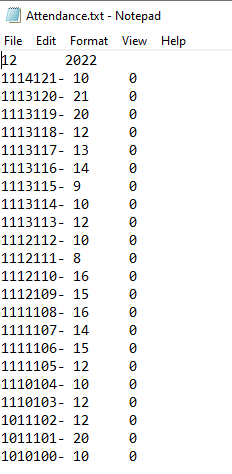 Attendance.txt - Notepad
File Edit Format View Help
12 2022
1114121- 10 0
1113120- 21 0
1113119- 20 0
1113118- 12 0
1113117- 13 0
1113116- 14 0
1113115- 9 0
1113114- 10 0
1113113- 12 0
1112112- 10 0
1112111- 8 0
1112110- 16 0
1112109- 15 0
1111108- 16 0
1111107- 14 0
1111106- 15 0
1111105- 12 0
1110104- 10 0
1110103- 12 0
1011102- 12 0
1011101- 20 0
1010100- 10 0